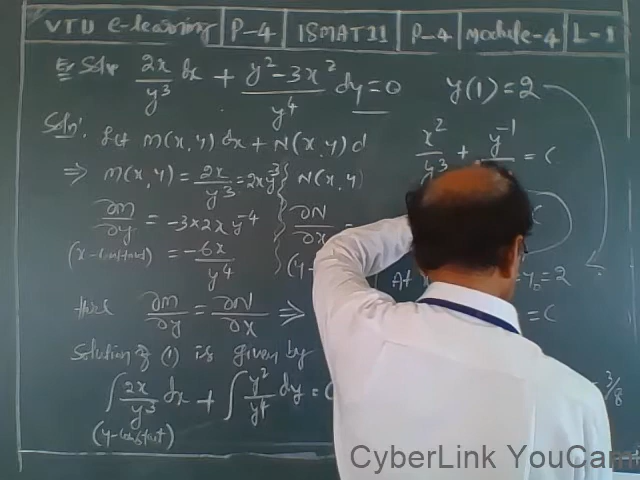 VTU e-learning P-4 18MAT11 P-4 Module-4 L-1
Ex Solve 2x/y³ dx + (y² - 3x²)/y⁴ dy = 0 y(1) = 2
Soln: Let M(x,y) dx + N(x,y) d
x²/y³ + y⁻¹ = C
⇒ M(x,y) = 2x/y³ = 2xy⁻³ N(x,y)
∂M/∂y = -3×2x y⁻⁴ ∂N/∂x =
(x-constant) = -6x/y⁴ (y-
At y₀ = 2
Here ∂M/∂y = ∂N/∂x ⇒ = C
Solution of (1) is given by
∫ 2x/y³ dx + ∫ y²/y⁴ dy = C = 3/8
(y-constant)
CyberLink YouCam